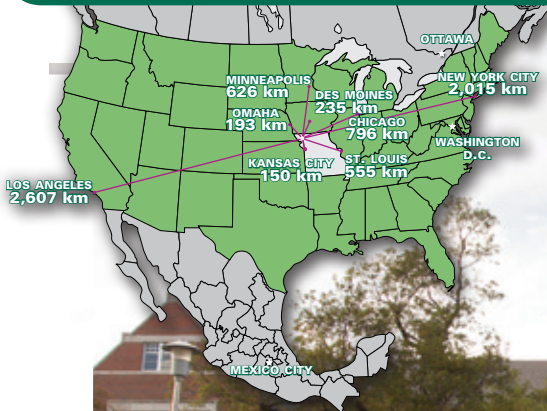 OTTAWA
MINNEAPOLIS
626 km
NEW YORK CITY
2,015 km
DES MOINES
235 km
OMAHA
193 km
CHICAGO
796 km
WASHINGTON
D.C.
KANSAS CITY
150 km
ST. LOUIS
555 km
LOS ANGELES
2,607 km
MEXICO CITY